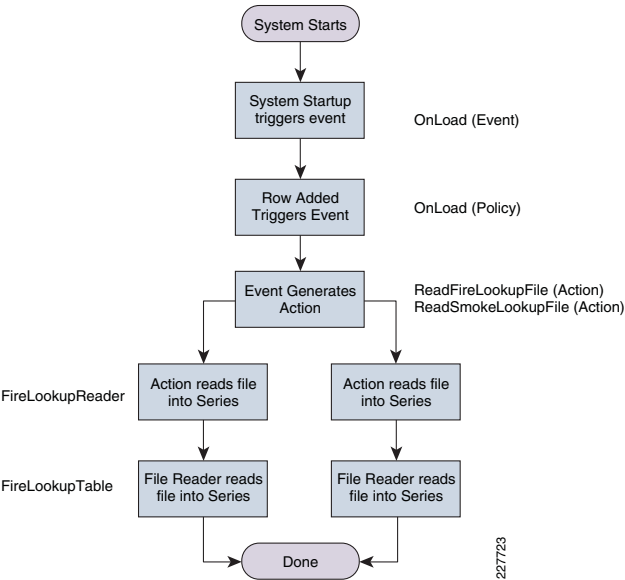 System Starts
System Startup
triggers event
OnLoad (Event)
Row Added
Triggers Event
OnLoad (Policy)
Event Generates
Action
ReadFireLookupFile (Action)
ReadSmokeLookupFile (Action)
FireLookupReader
Action reads file
into Series
Action reads file
into Series
FireLookupTable
File Reader reads
file into Series
File Reader reads
file into Series
Done
227723